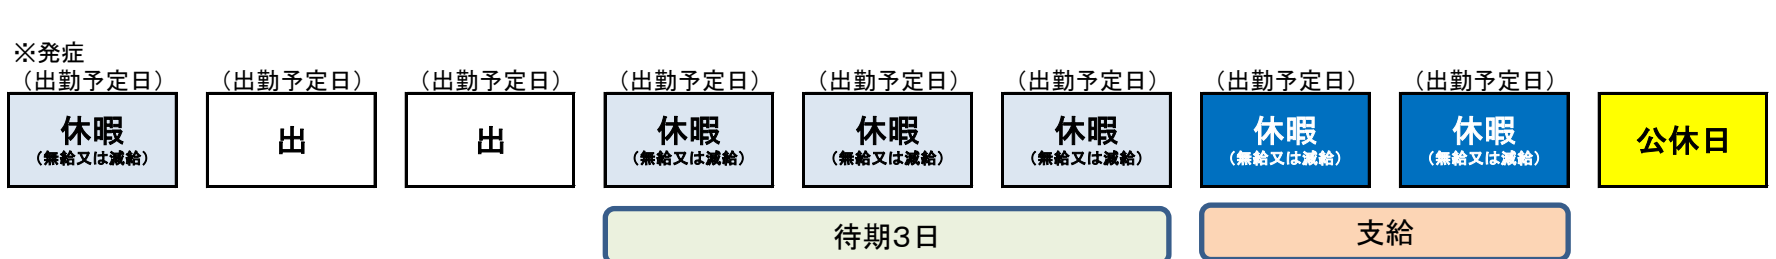 ※発症
（出勤予定日） （出勤予定日） （出勤予定日） （出勤予定日） （出勤予定日） （出勤予定日） （出勤予定日） （出勤予定日）
休暇 出 出 休暇 休暇 休暇 休暇 休暇 公休日
（無給又は減給） （無給又は減給） （無給又は減給） （無給又は減給） （無給又は減給） （無給又は減給）
待期３日 支給